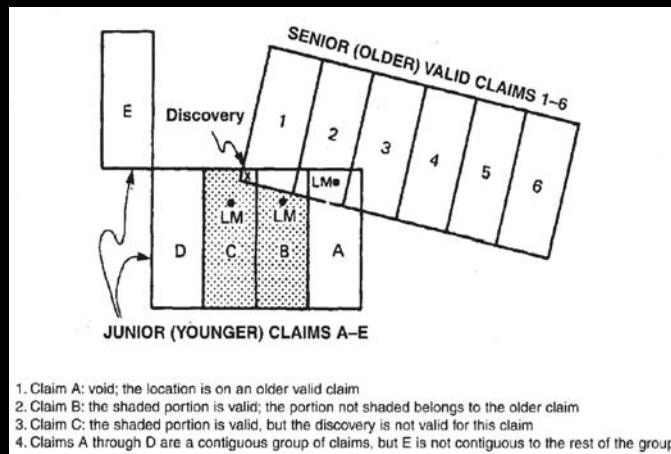 SENIOR (OLDER) VALID CLAIMS 1–6
E
Discovery
1
2
3
4
5
6
x
LM
LM
LM
D
C
B
A
JUNIOR (YOUNGER) CLAIMS A–E
1. Claim A: void; the location is on an older valid claim
2. Claim B: the shaded portion is valid; the portion not shaded belongs to the older claim
3. Claim C: the shaded portion is valid, but the discovery is not valid for this claim
4. Claims A through D are a contiguous group of claims, but E is not contiguous to the rest of the group